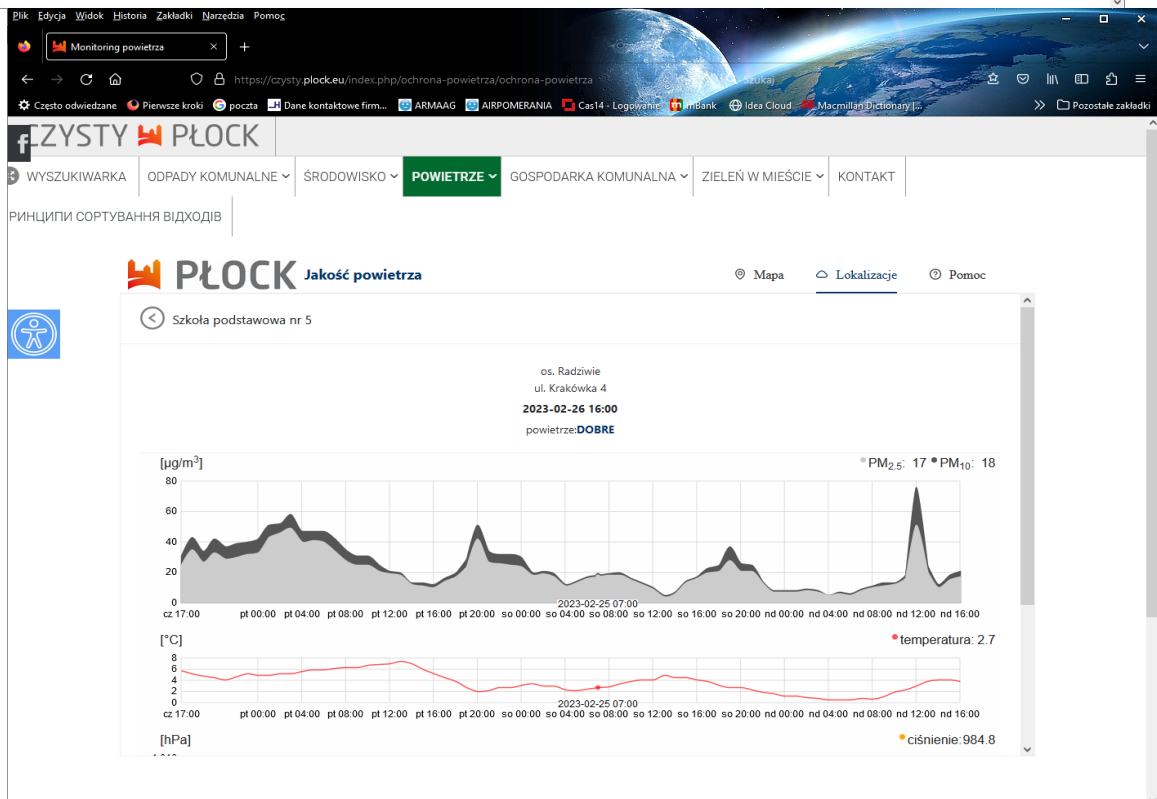 Plik Edycja Widok Historia Zakładki Narzędzia Pomoc
Monitoring powietrza
https://czysty.plock.eu/index.php/ochrona-powietrza/ochrona-powietrza
Szukaj
Często odwiedzane Pierwsze kroki poczta Dane kontaktowe firm... ARMAAG AIRPOMERANIA Cas14 - Logowanie mBank Idea Cloud Macmillan Dictionary |... Pozostałe zakładki
CZYSTY PŁOCK
WYSZUKIWARKA ODPADY KOMUNALNE ŚRODOWISKO POWIETRZE GOSPODARKA KOMUNALNA ZIELEŃ W MIEŚCIE KONTAKT
РИНЦИПИ СОРТУВАННЯ ВІДХОДІВ
PŁOCK Jakość powietrza Mapa Lokalizacje Pomoc
Szkoła podstawowa nr 5
os. Radziwie
ul. Krakówka 4
2023-02-26 16:00
powietrze:DOBRE
[μg/m³] PM2.5: 17 PM10: 18
80
60
40
20
0
2023-02-25 07:00
cz 17:00 pt 00:00 pt 04:00 pt 08:00 pt 12:00 pt 16:00 pt 20:00 so 00:00 so 04:00 so 08:00 so 12:00 so 16:00 so 20:00 nd 00:00 nd 04:00 nd 08:00 nd 12:00 nd 16:00
[°C] temperatura: 2.7
8
6
4
2
0
2023-02-25 07:00
cz 17:00 pt 00:00 pt 04:00 pt 08:00 pt 12:00 pt 16:00 pt 20:00 so 00:00 so 04:00 so 08:00 so 12:00 so 16:00 so 20:00 nd 00:00 nd 04:00 nd 08:00 nd 12:00 nd 16:00
[hPa] ciśnienie:984.8